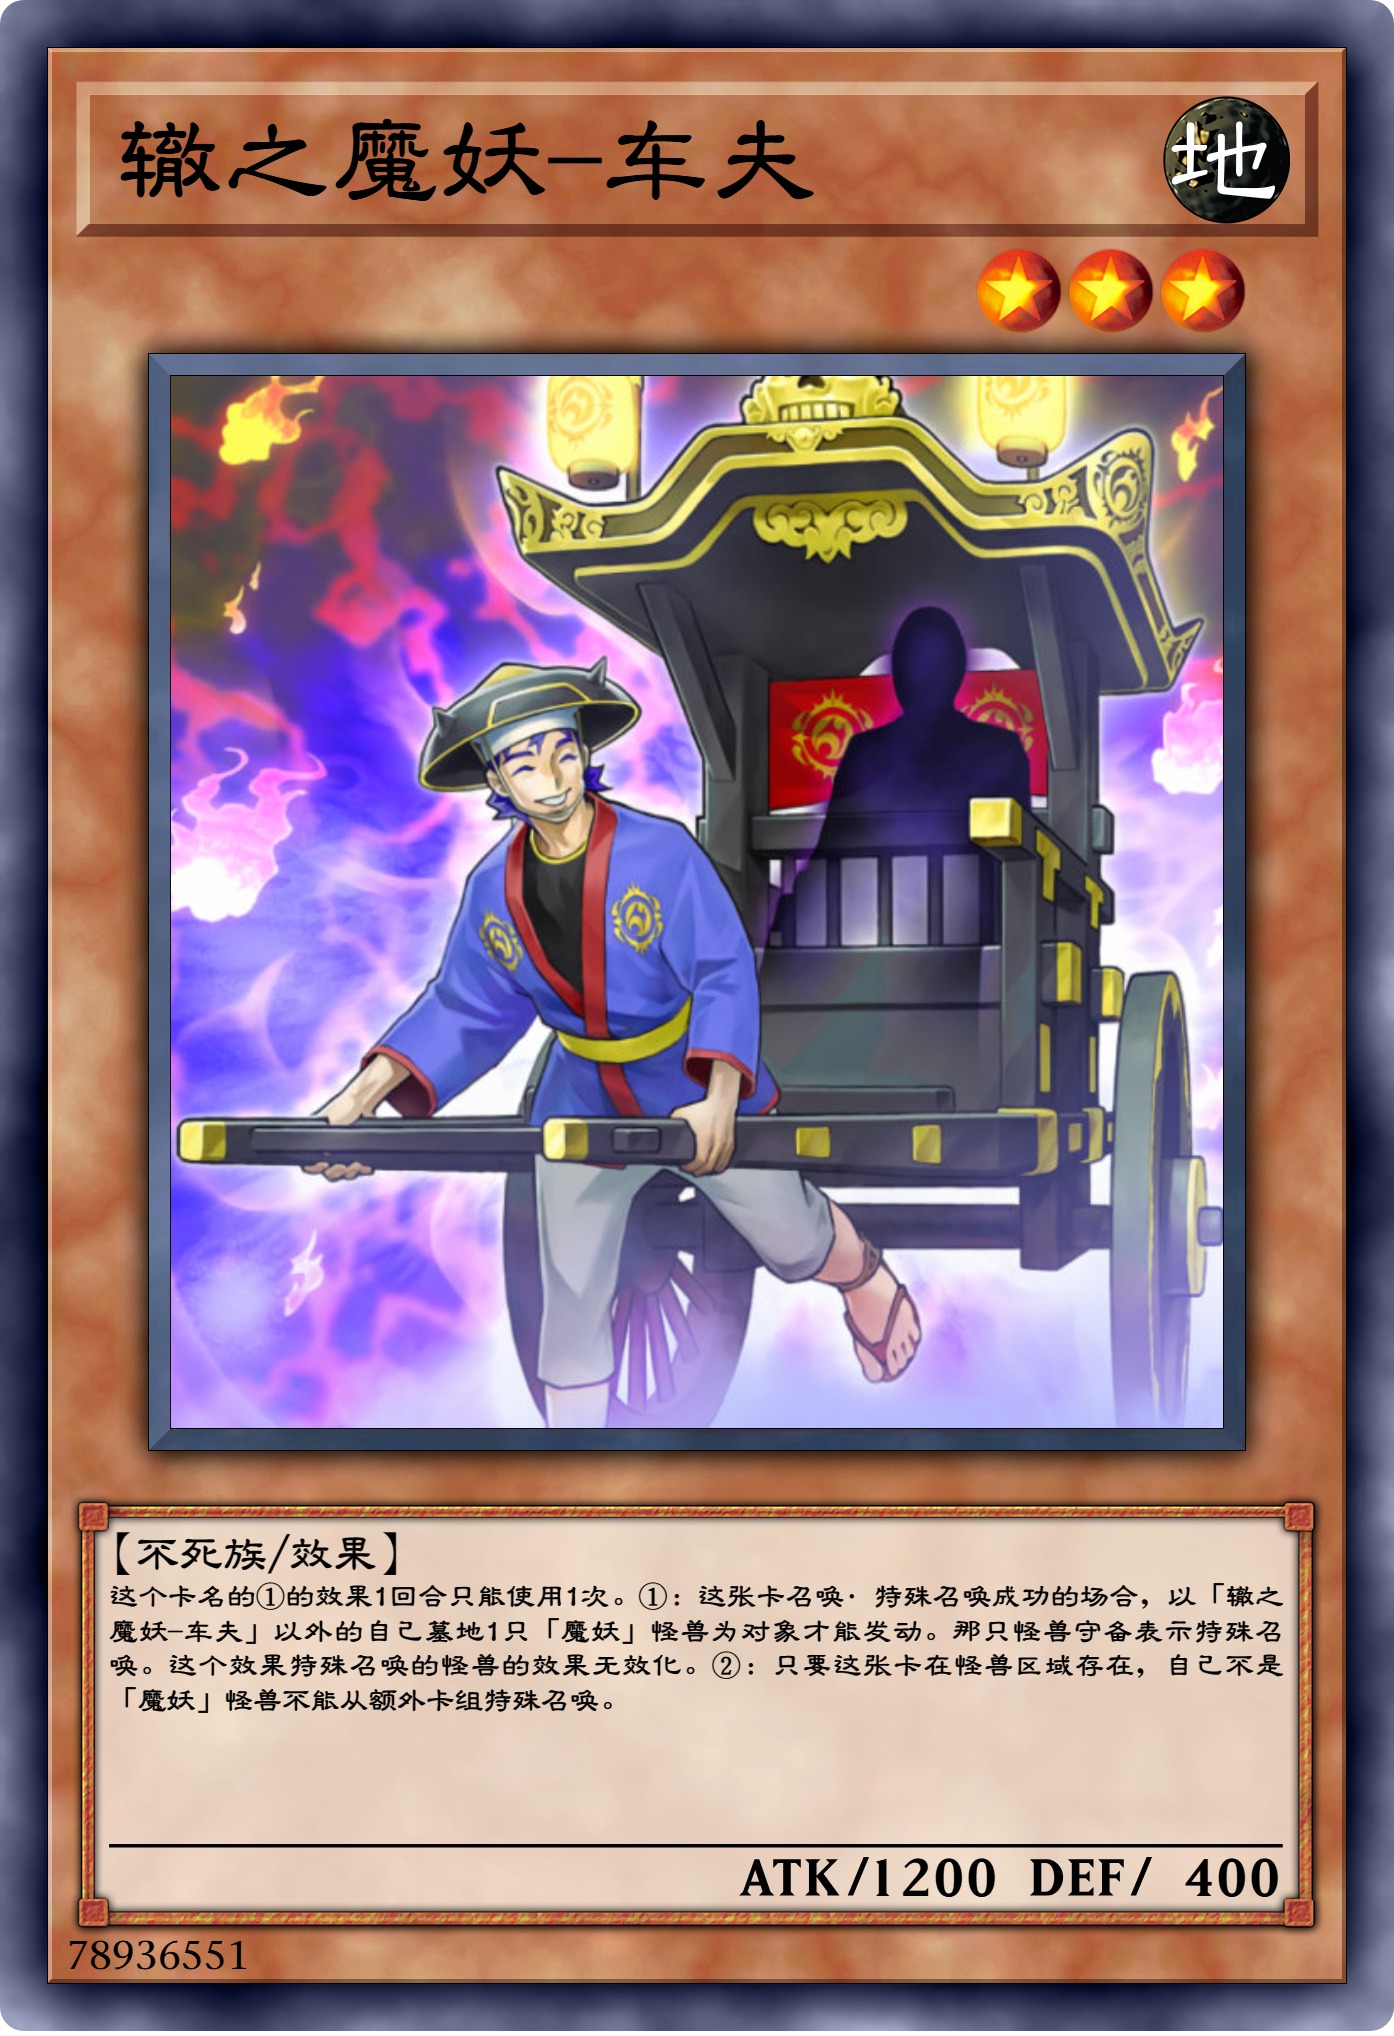 辙之魔妖-车夫
地
【不死族/效果】
这个卡名的①的效果1回合只能使用1次。①：这张卡召唤·特殊召唤成功的场合，以「辙之
魔妖-车夫」以外的自己墓地1只「魔妖」怪兽为对象才能发动。那只怪兽守备表示特殊召
唤。这个效果特殊召唤的怪兽的效果无效化。②：只要这张卡在怪兽区域存在，自己不是
「魔妖」怪兽不能从额外卡组特殊召唤。
ATK/1200 DEF/ 400
78936551